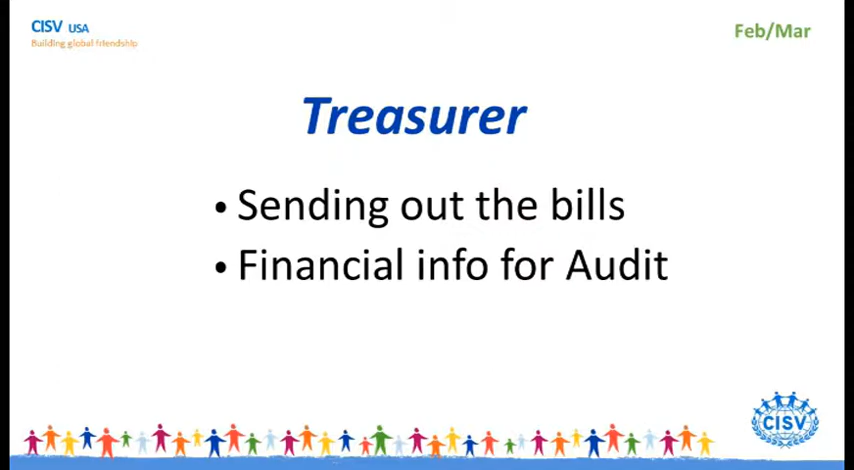 CISV USA
Building global friendship
Feb/Mar
Treasurer
• Sending out the bills
• Financial info for Audit
CISV